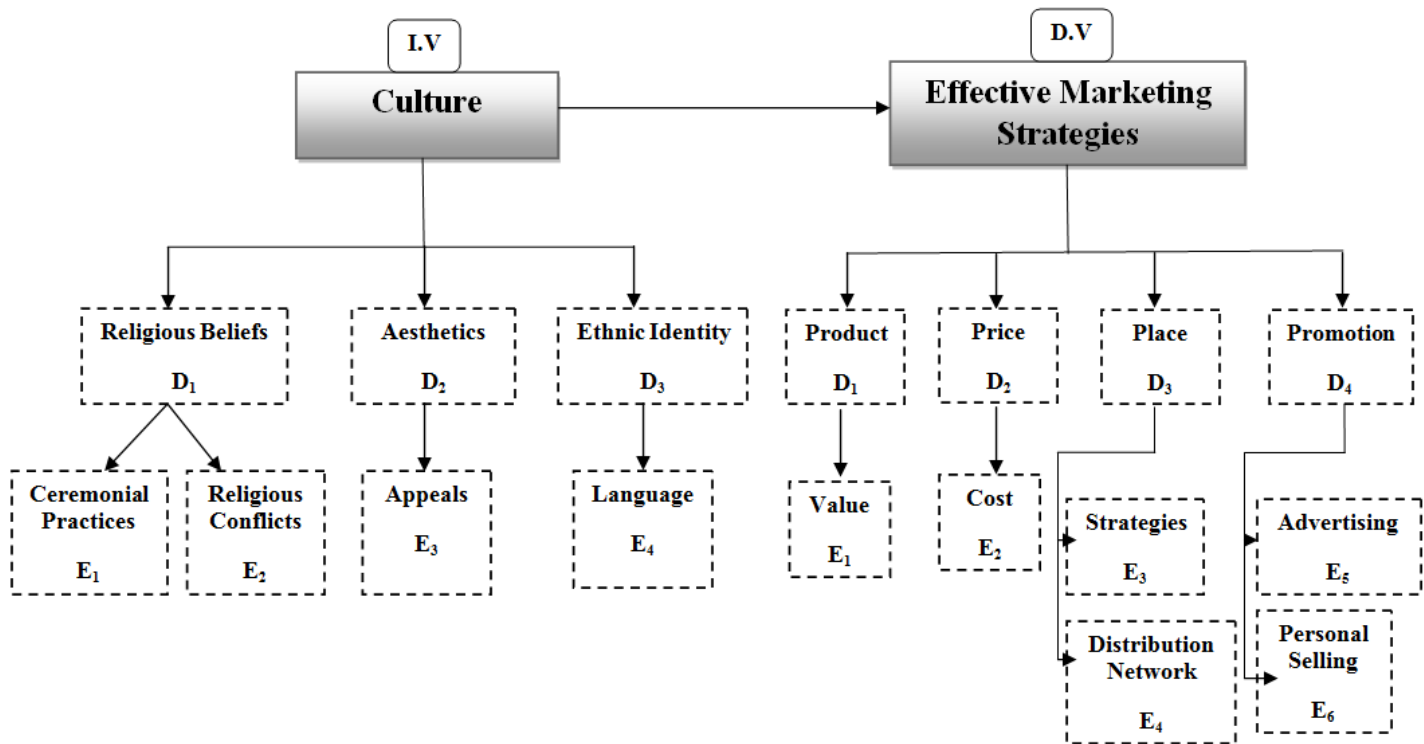 I.V
Culture
D.V
Effective Marketing
Strategies
Religious Beliefs
D₁
Aesthetics
D₂
Ethnic Identity
D₃
Product
D₁
Price
D₂
Place
D₃
Promotion
D₄
Ceremonial
Practices
E₁
Religious
Conflicts
E₂
Appeals
E₃
Language
E₄
Value
E₁
Cost
E₂
Strategies
E₃
Advertising
E₅
Distribution
Network
E₄
Personal
Selling
E₆